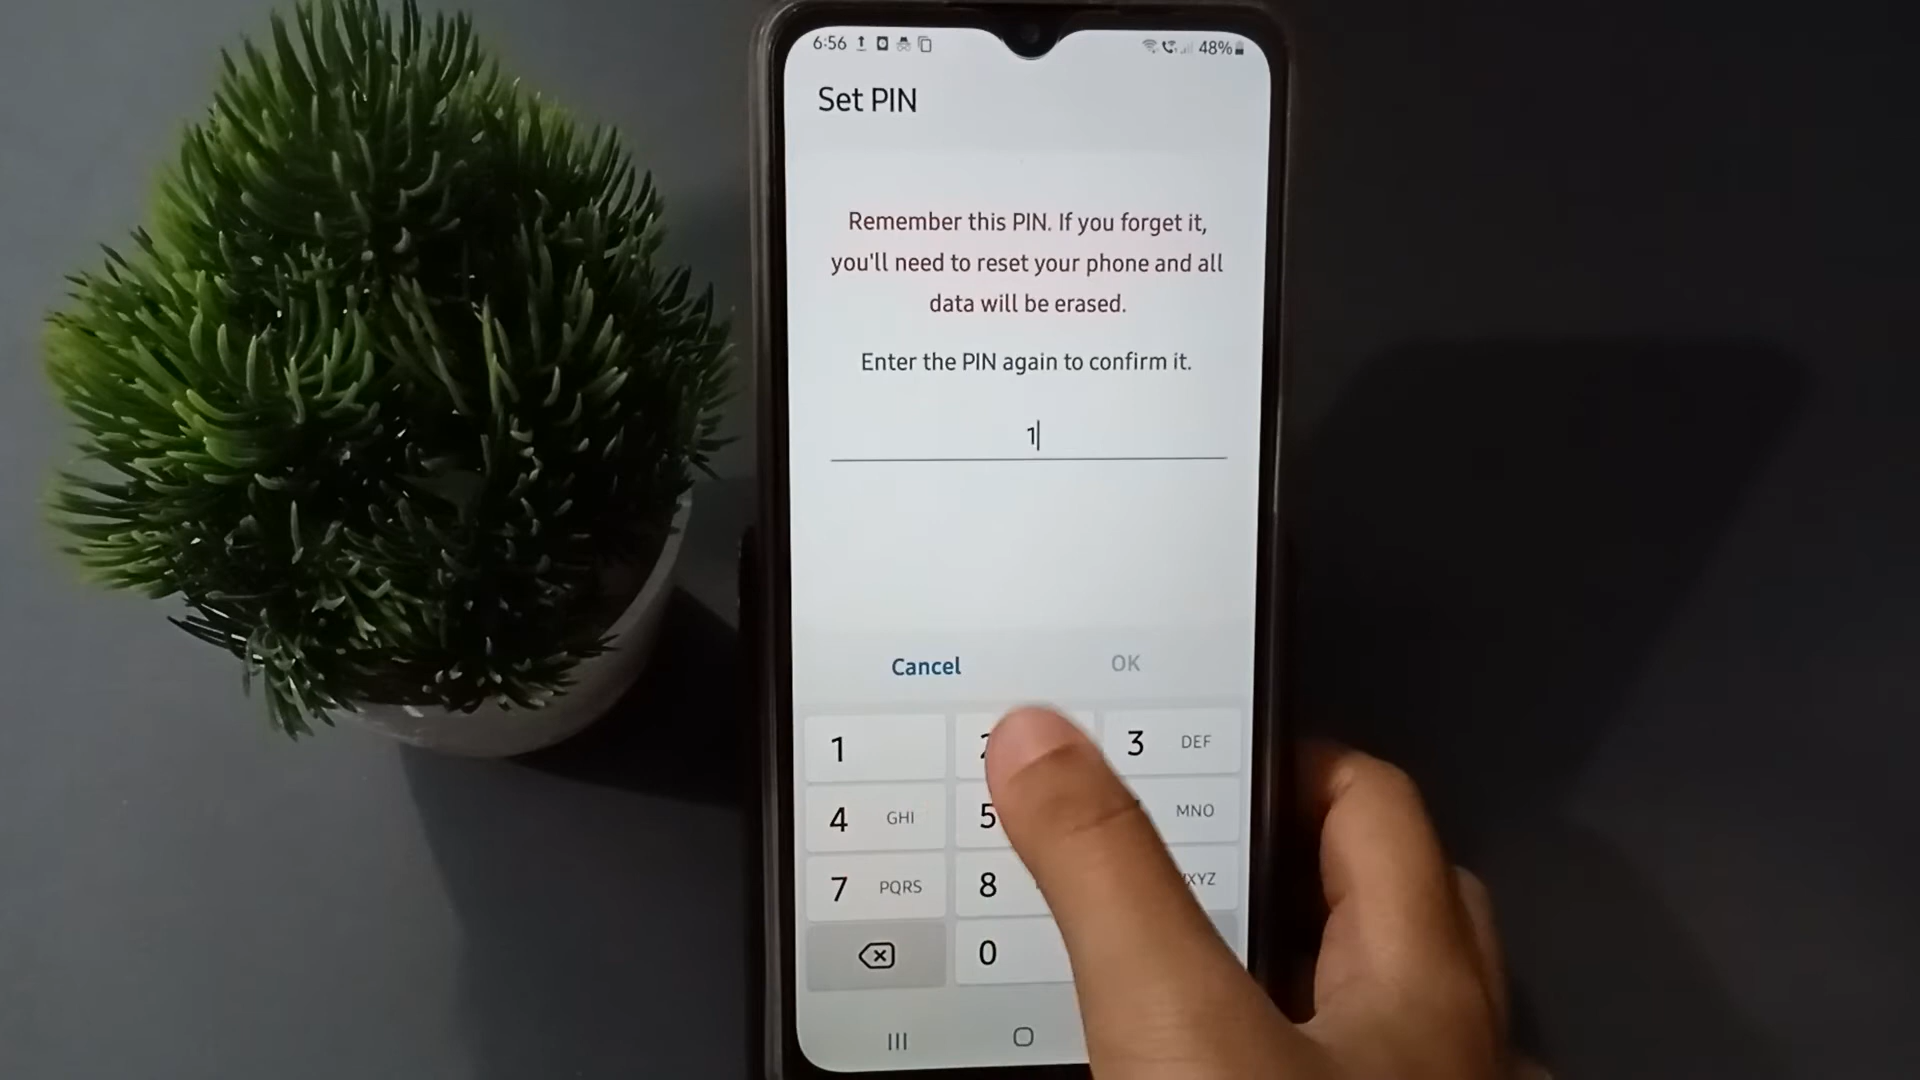 6:56 48%
Set PIN
Remember this PIN. If you forget it,
you'll need to reset your phone and all
data will be erased.
Enter the PIN again to confirm it.
1
Cancel OK
1 2 3 DEF
4 GHI 5 MNO
7 PQRS 8
0